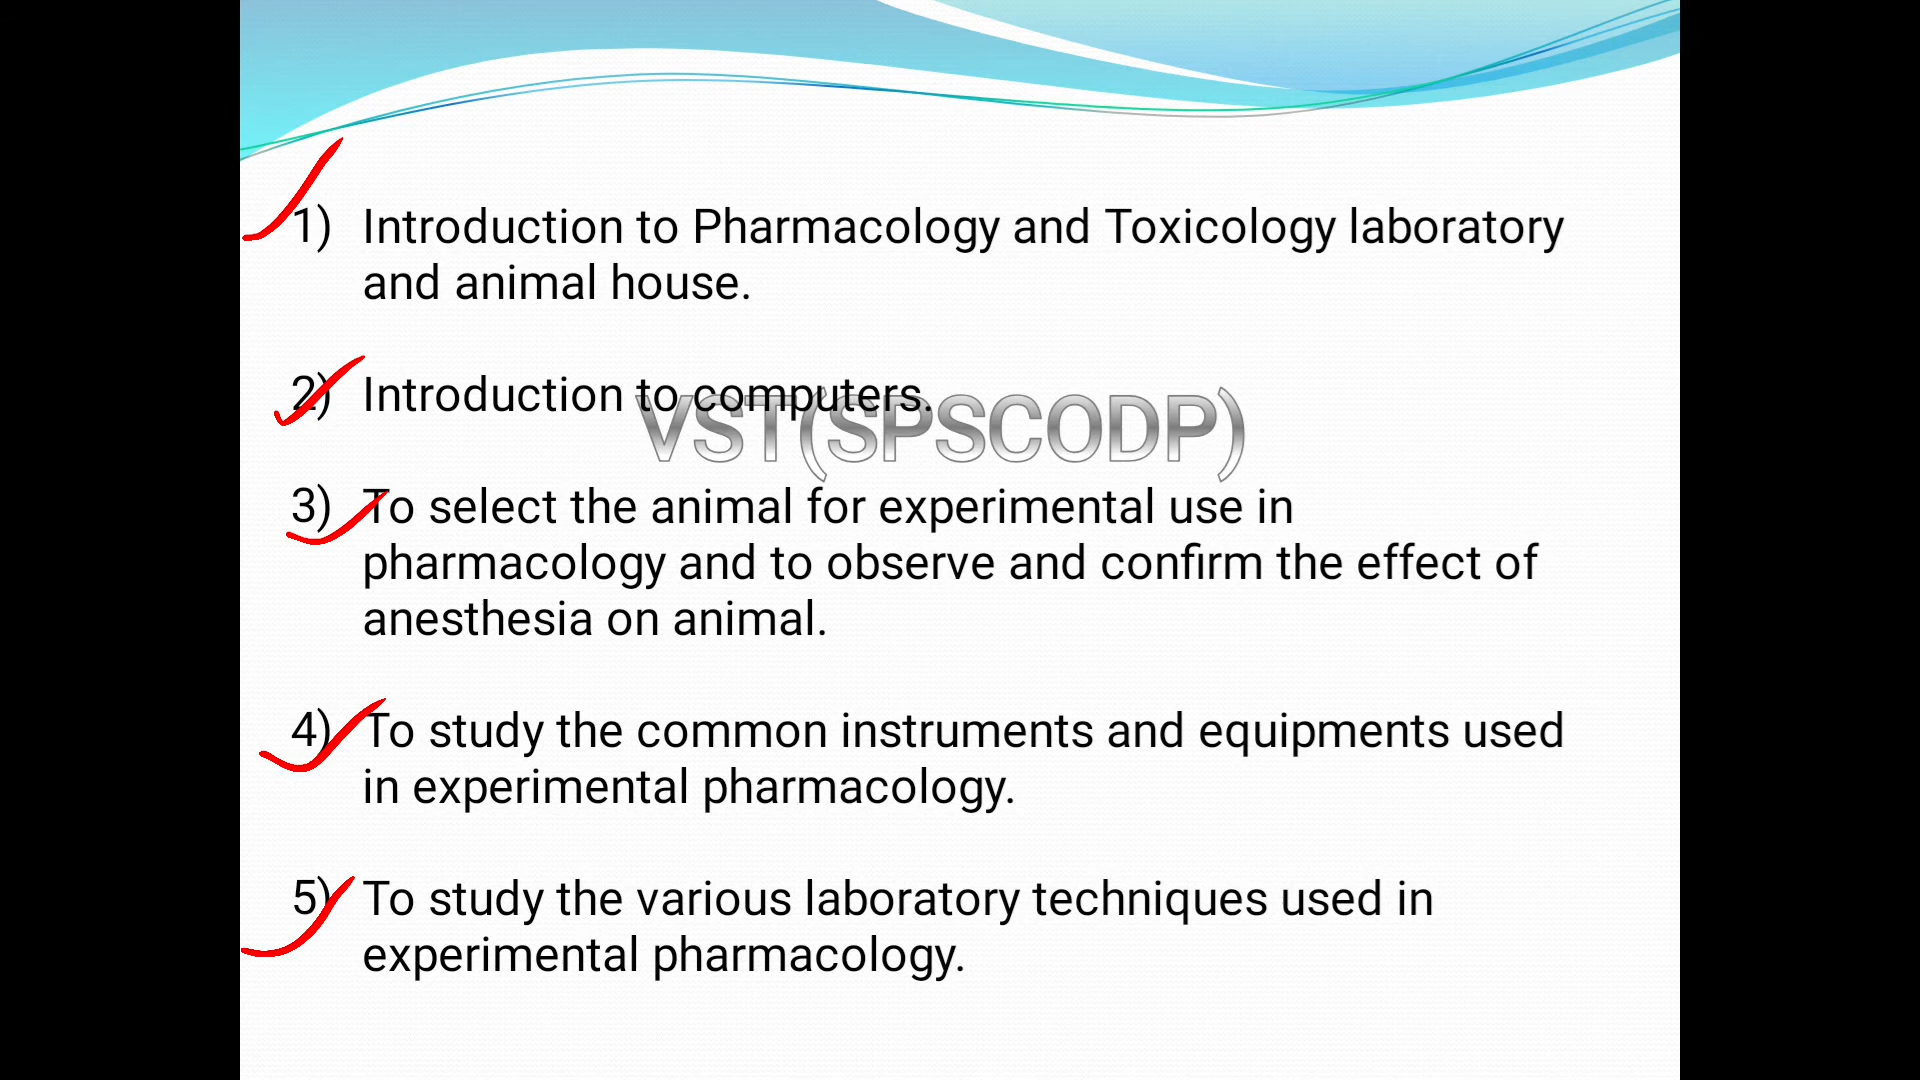 1) Introduction to Pharmacology and Toxicology laboratory
and animal house.
2) Introduction to computers.
VST(SPSCODP)
3) To select the animal for experimental use in
pharmacology and to observe and confirm the effect of
anesthesia on animal.
4) To study the common instruments and equipments used
in experimental pharmacology.
5) To study the various laboratory techniques used in
experimental pharmacology.